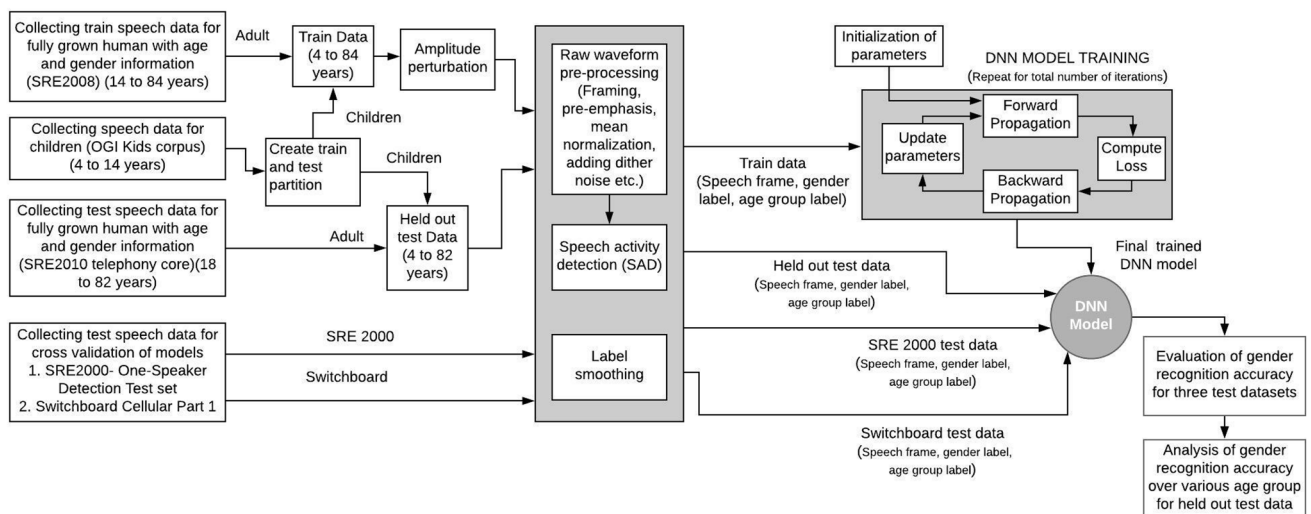 Collecting train speech data for
fully grown human with age
and gender information
(SRE2008) (14 to 84 years)
Adult
Train Data
(4 to 84
years)
Amplitude
perturbation
Children
Collecting speech data for
children (OGI Kids corpus)
(4 to 14 years)
Create train
and test
partition
Children
Collecting test speech data for
fully grown human with age
and gender information
(SRE2010 telephony core)(18
to 82 years)
Adult
Held out
test Data
(4 to 82
years)
Collecting test speech data for
cross validation of models
1. SRE2000- One-Speaker
Detection Test set
2. Switchboard Cellular Part 1
SRE 2000
Switchboard
Raw waveform
pre-processing
(Framing,
pre-emphasis,
mean
normalization,
adding dither
noise etc.)
Speech activity
detection (SAD)
Label
smoothing
Train data
(Speech frame, gender
label, age group label)
Held out test data
(Speech frame, gender label,
age group label)
SRE 2000 test data
(Speech frame, gender label,
age group label)
Switchboard test data
(Speech frame, gender label,
age group label)
Initialization of
parameters
DNN MODEL TRAINING
(Repeat for total number of iterations)
Forward
Propagation
Update
parameters
Compute
Loss
Backward
Propagation
Final trained
DNN model
DNN
Model
Evaluation of gender
recognition accuracy
for three test datasets
Analysis of gender
recognition accuracy
over various age group
for held out test data